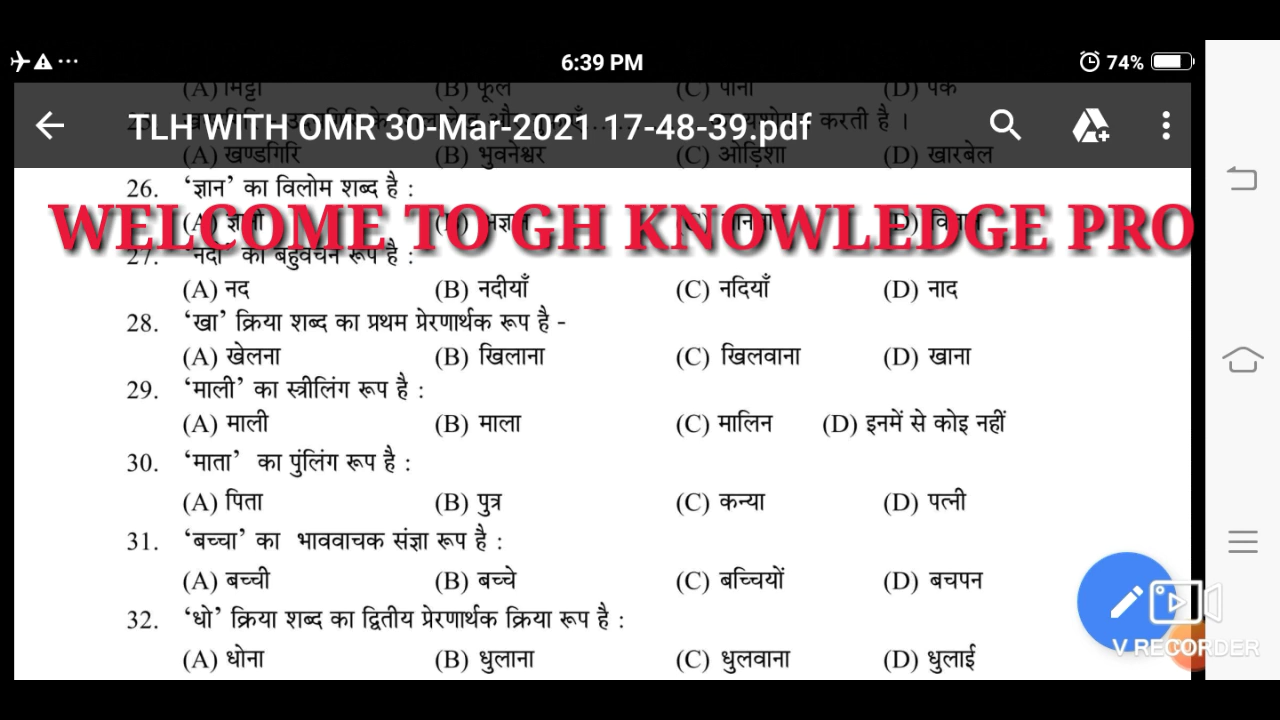 6:39 PM
74%
(A) मिट्टी (B) फूल (C) पानी (D) पंक
TLH WITH OMR 30-Mar-2021 17-48-39.pdf
करती है ।
(A) खण्डगिरि (B) भुवनेश्वर (C) ओड़िशा (D) खारबेल
26. ‘ज्ञान’ का विलोम शब्द है :
WELCOME TO GH KNOWLEDGE PRO
27. ‘नदी’ का बहुवचन रूप है :
(A) नद (B) नदीयाँ (C) नदियाँ (D) नाद
28. ‘खा’ क्रिया शब्द का प्रथम प्रेरणार्थक रूप है -
(A) खेलना (B) खिलाना (C) खिलवाना (D) खाना
29. ‘माली’ का स्त्रीलिंग रूप है :
(A) माली (B) माला (C) मालिन (D) इनमें से कोइ नहीं
30. ‘माता’ का पुंलिंग रूप है :
(A) पिता (B) पुत्र (C) कन्या (D) पत्नी
31. ‘बच्चा’ का भाववाचक संज्ञा रूप है :
(A) बच्ची (B) बच्चे (C) बच्चियों (D) बचपन
32. ‘धो’ क्रिया शब्द का द्वितीय प्रेरणार्थक क्रिया रूप है :
(A) धोना (B) धुलाना (C) धुलवाना (D) धुलाई
V RECORDER